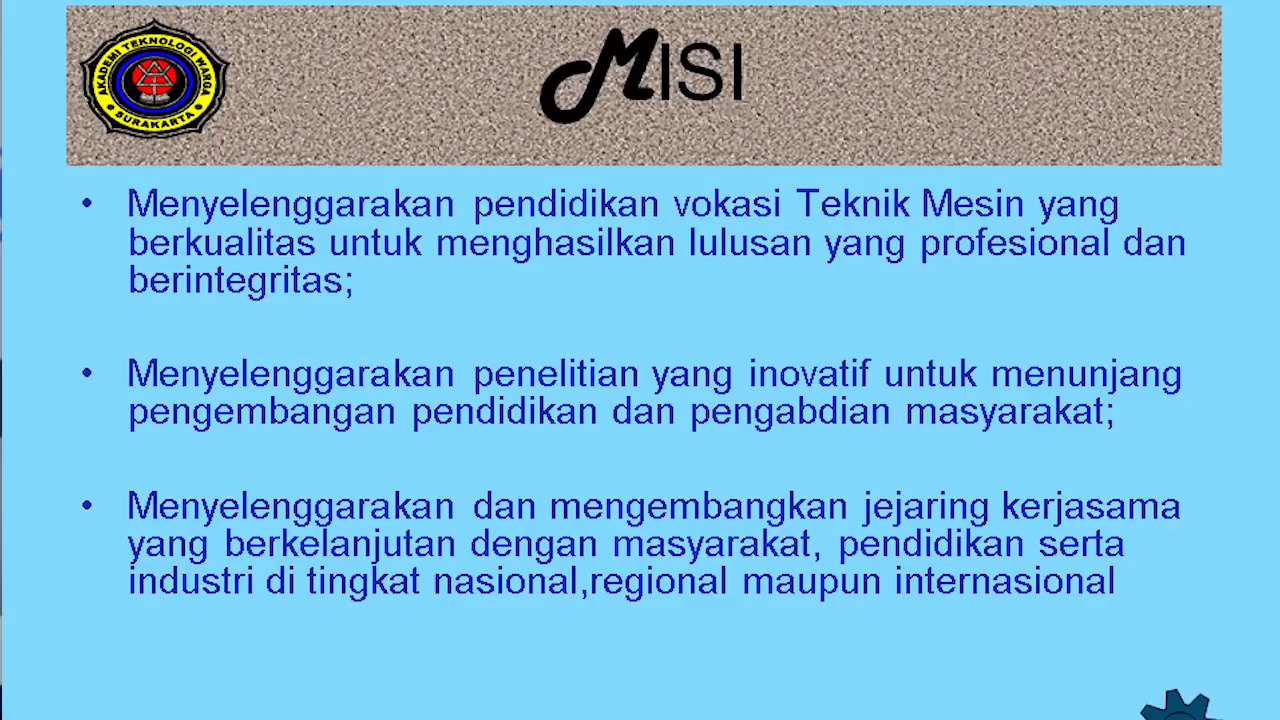 AKADEMI TEKNOLOGI WARGA
SURAKARTA
MISI
• Menyelenggarakan pendidikan vokasi Teknik Mesin yang
berkualitas untuk menghasilkan lulusan yang profesional dan
berintegritas;
• Menyelenggarakan penelitian yang inovatif untuk menunjang
pengembangan pendidikan dan pengabdian masyarakat;
• Menyelenggarakan dan mengembangkan jejaring kerjasama
yang berkelanjutan dengan masyarakat, pendidikan serta
industri di tingkat nasional,regional maupun internasional